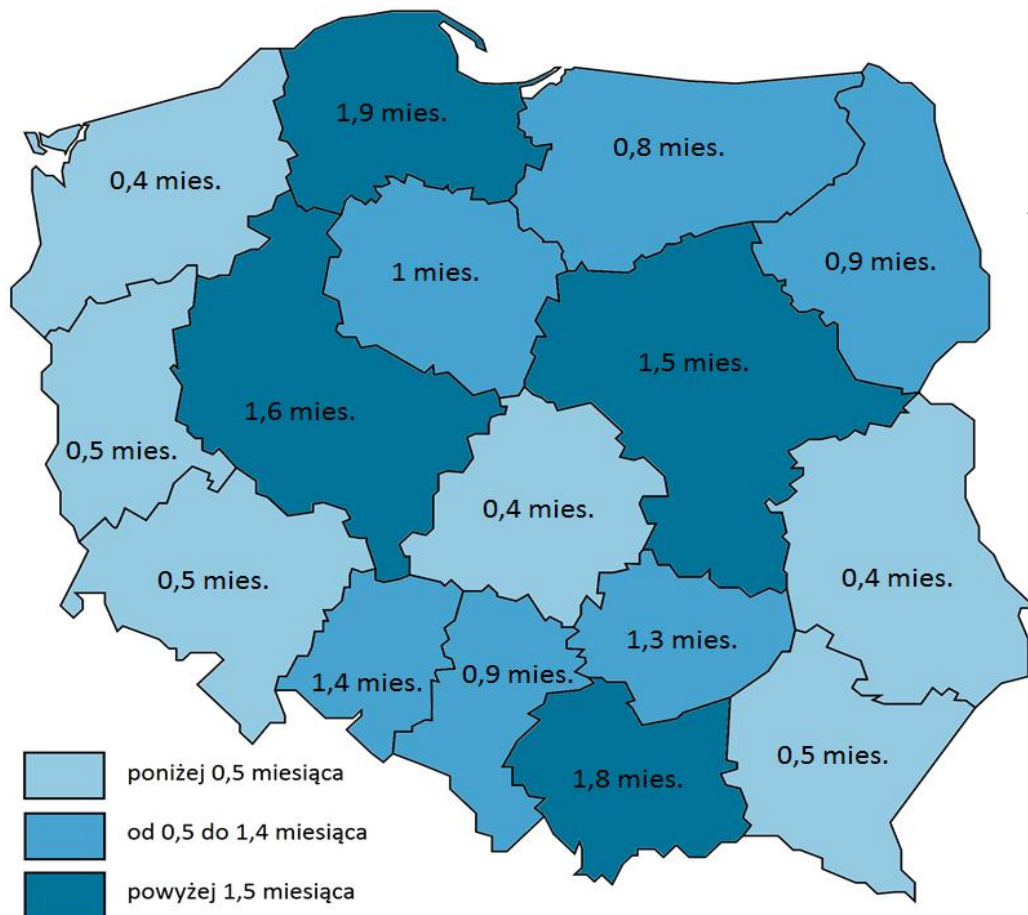 1,9 mies.
0,8 mies.
0,4 mies.
0,9 mies.
1 mies.
1,5 mies.
1,6 mies.
0,5 mies.
0,4 mies.
0,5 mies.
0,4 mies.
1,3 mies.
0,9 mies.
1,4 mies.
0,5 mies.
1,8 mies.
poniżej 0,5 miesiąca
od 0,5 do 1,4 miesiąca
powyżej 1,5 miesiąca